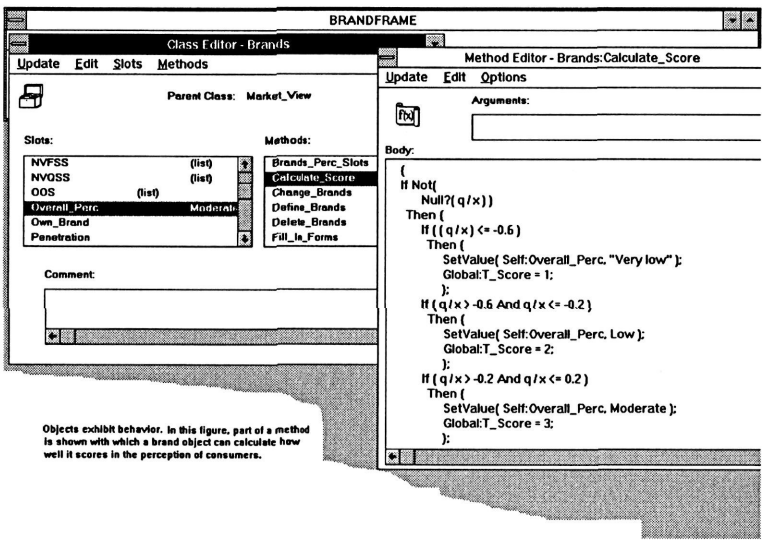 BRANDFRAME
Class Editor - Brands
Update Edit Slots Methods
Parent Class: Market_View
Slots:
NVFSS (list)
NVQSS (list)
OOS (list)
Overall_Perc Moderate
Own_Brand
Penetration
Methods:
Brands_Perc_Slots
Calculate_Score
Change_Brands
Define_Brands
Delete_Brands
Fill_In_Forms
Comment:
Method Editor - Brands:Calculate_Score
Update Edit Options
f(x)
Arguments:
Body:
{
If Not(
Null?( q / x ) )
Then {
If ( ( q / x ) <= -0.6 )
Then {
SetValue( Self:Overall_Perc, "Very low" );
Global:T_Score = 1;
};
If ( q / x > -0.6 And q / x <= -0.2 )
Then {
SetValue( Self:Overall_Perc, Low );
Global:T_Score = 2;
};
If ( q / x > -0.2 And q / x <= 0.2 )
Then {
SetValue( Self:Overall_Perc, Moderate );
Global:T_Score = 3;
};
Objects exhibit behavior. In this figure, part of a method
is shown with which a brand object can calculate how
well it scores in the perception of consumers.